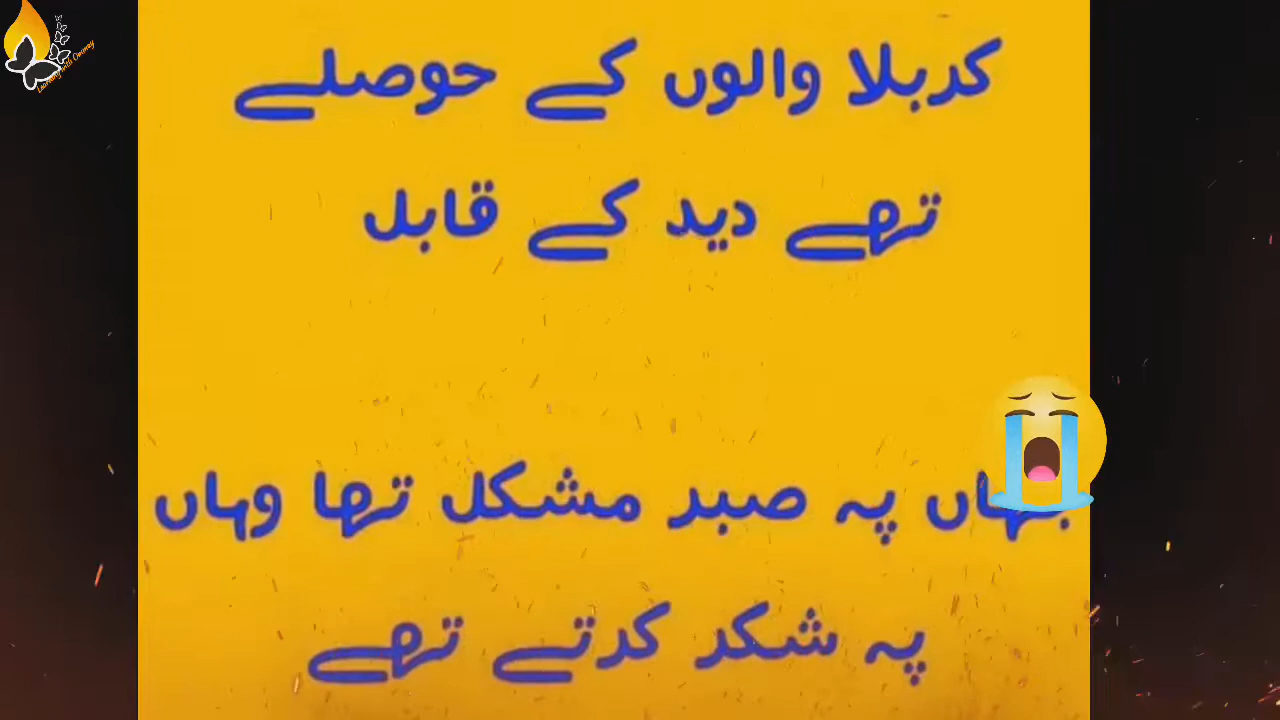 کربلا والوں کے حوصلے
تھے دید کے قابل
جہاں پہ صبر مشکل تھا وہاں
پہ شکر کرتے تھے